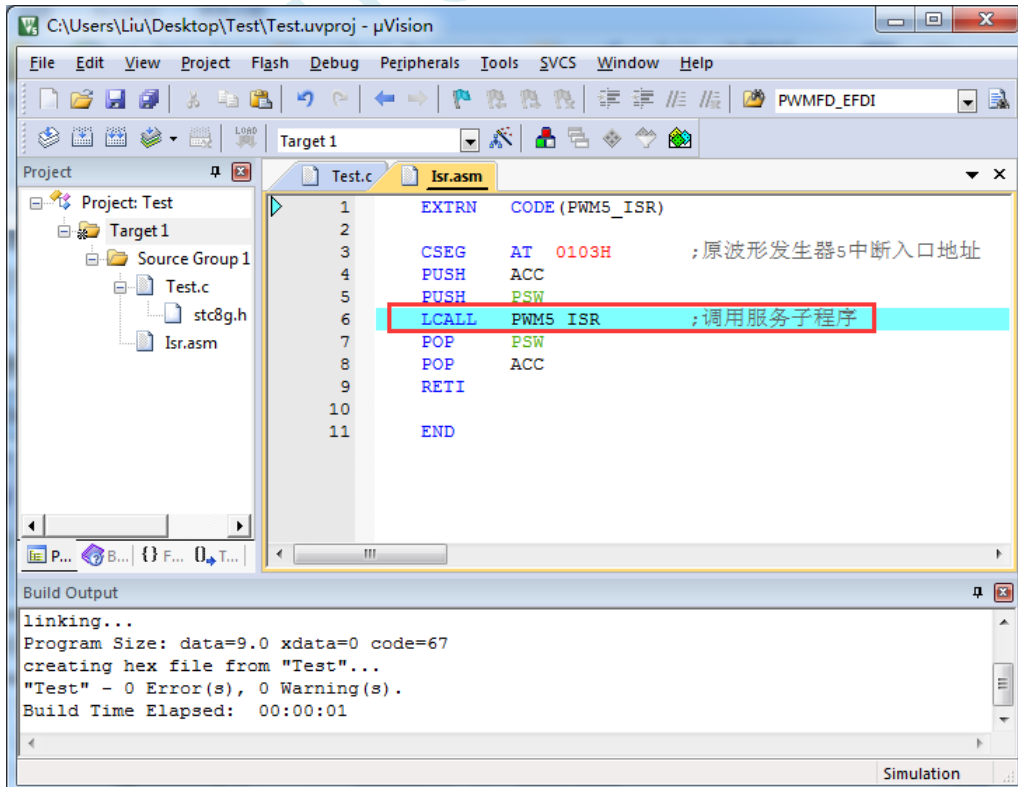 C:\Users\Liu\Desktop\Test\Test.uvproj - µVision
File Edit View Project Flash Debug Peripherals Tools SVCS Window Help
PWMFD_EFDI
LOAD Target 1
Project
Test.c Isr.asm
Project: Test
Target 1
Source Group 1
Test.c
stc8g.h
Isr.asm
1 EXTRN CODE(PWM5_ISR)
2
3 CSEG AT 0103H ;原波形发生器5中断入口地址
4 PUSH ACC
5 PUSH PSW
6 LCALL PWM5 ISR ;调用服务子程序
7 POP PSW
8 POP ACC
9 RETI
10
11 END
P... B... {} F... 0 T...
Build Output
linking...
Program Size: data=9.0 xdata=0 code=67
creating hex file from "Test"...
"Test" - 0 Error(s), 0 Warning(s).
Build Time Elapsed: 00:00:01
Simulation